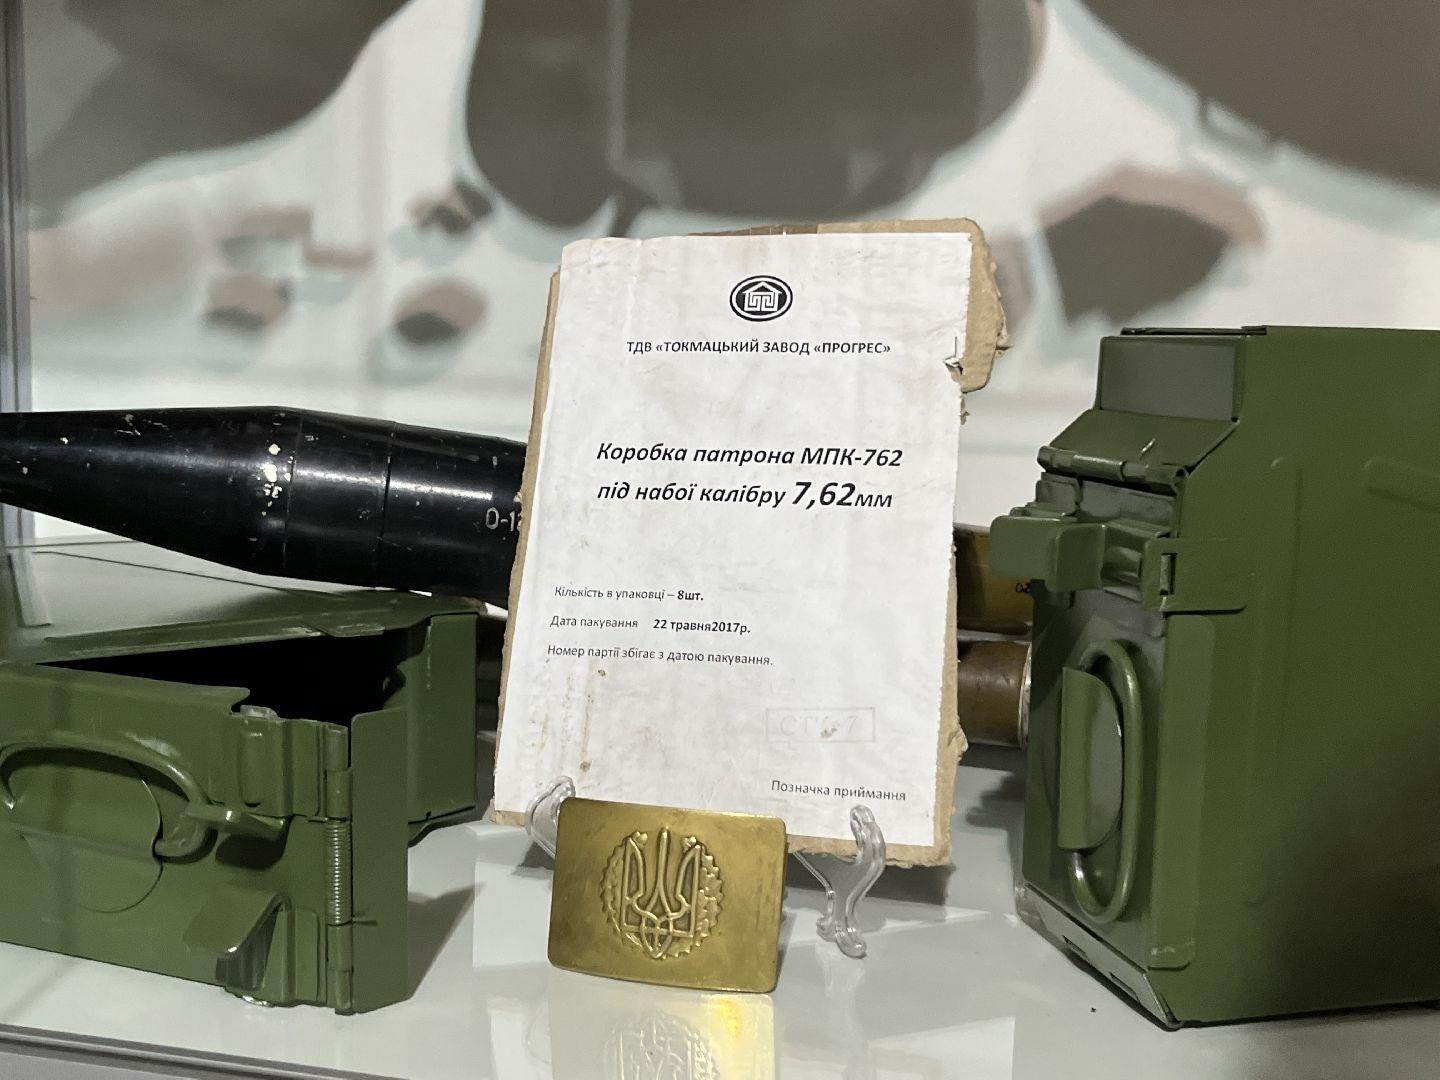 ТДВ «ТОКМАЦЬКИЙ ЗАВОД «ПРОГРЕС»
Коробка патрона МПК-762
під набої калібру 7,62мм
Кількість в упаковці – 8шт.
Дата пакування 22 травня2017р.
Номер партії збігає з датою пакування.
Позначка приймання